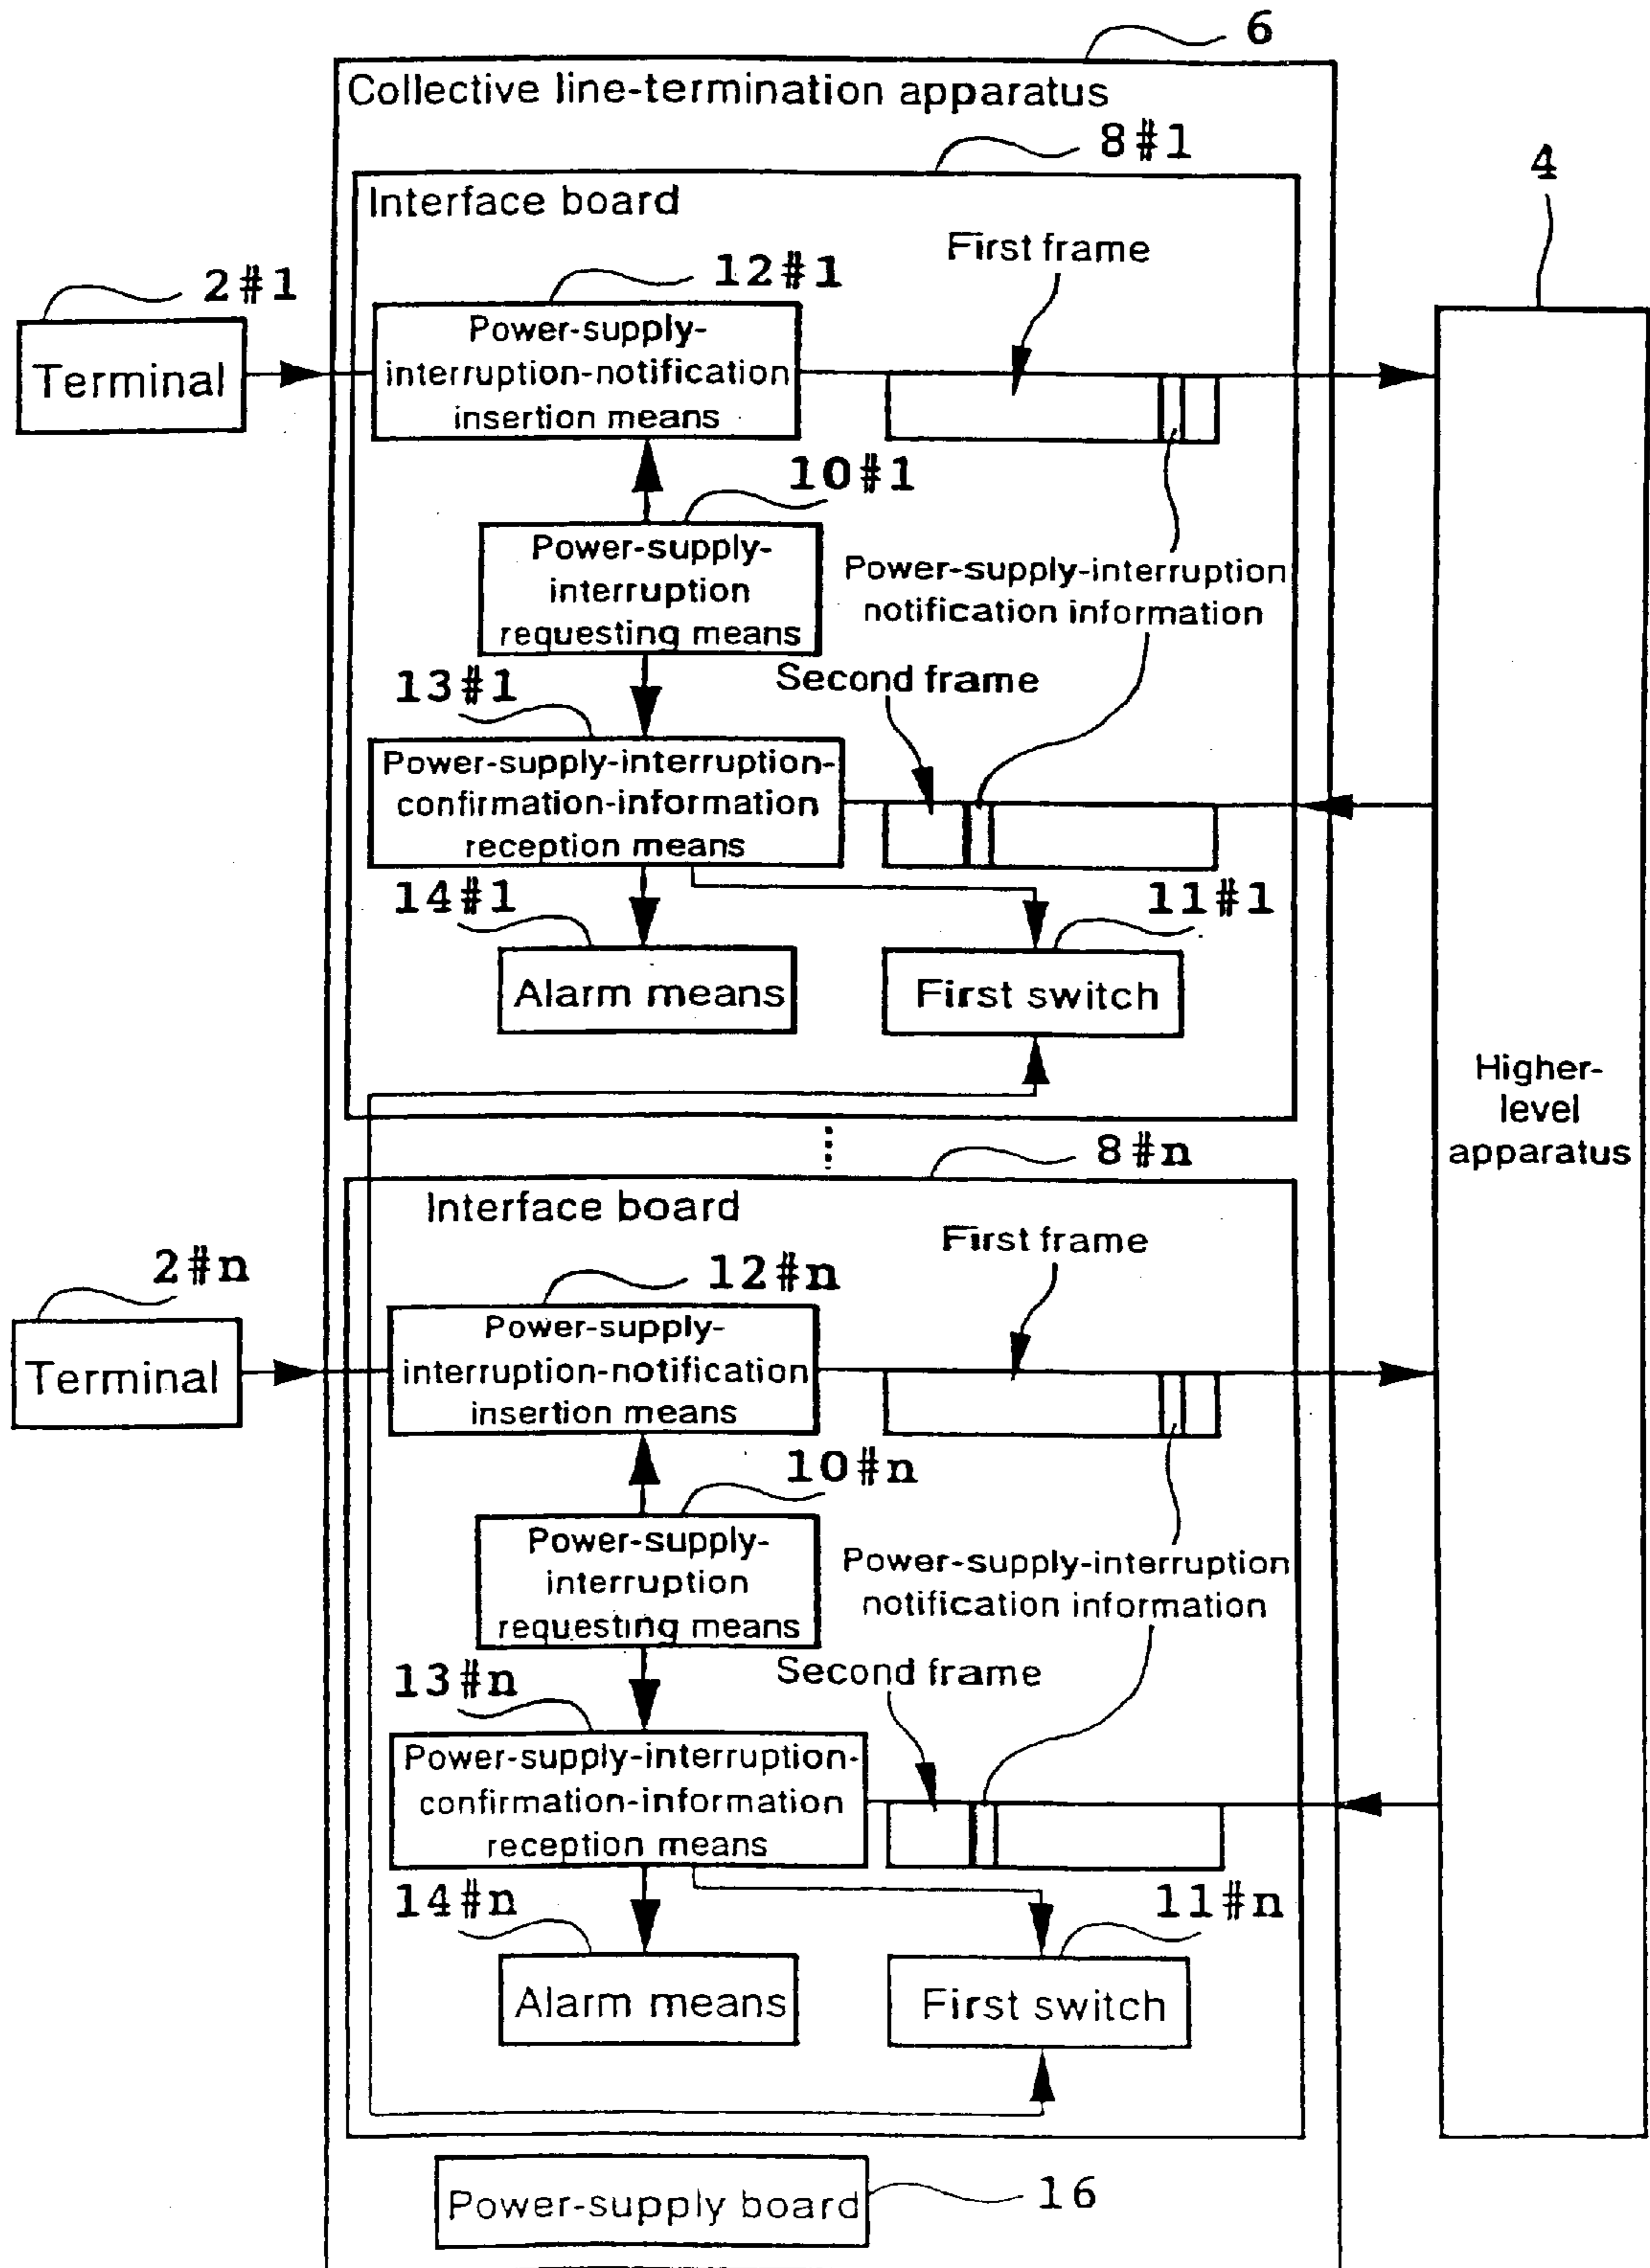 6
Collective line-termination apparatus
8#1
4
Interface board
First frame
12#1
2#1
Power-supply-
interruption-notification
insertion means
Terminal
10#1
Power-supply-
interruption
requesting means
Power-supply-interruption
notification information
Second frame
13#1
Power-supply-interruption-
confirmation-information
reception means
14#1
11#1
Alarm means
First switch
Higher-
level
apparatus
8#n
Interface board
First frame
2#n
12#n
Power-supply-
interruption-notification
insertion means
Terminal
10#n
Power-supply-
interruption
requesting means
Power-supply-interruption
notification information
Second frame
13#n
Power-supply-interruption-
confirmation-information
reception means
14#n
11#n
Alarm means
First switch
Power-supply board
16